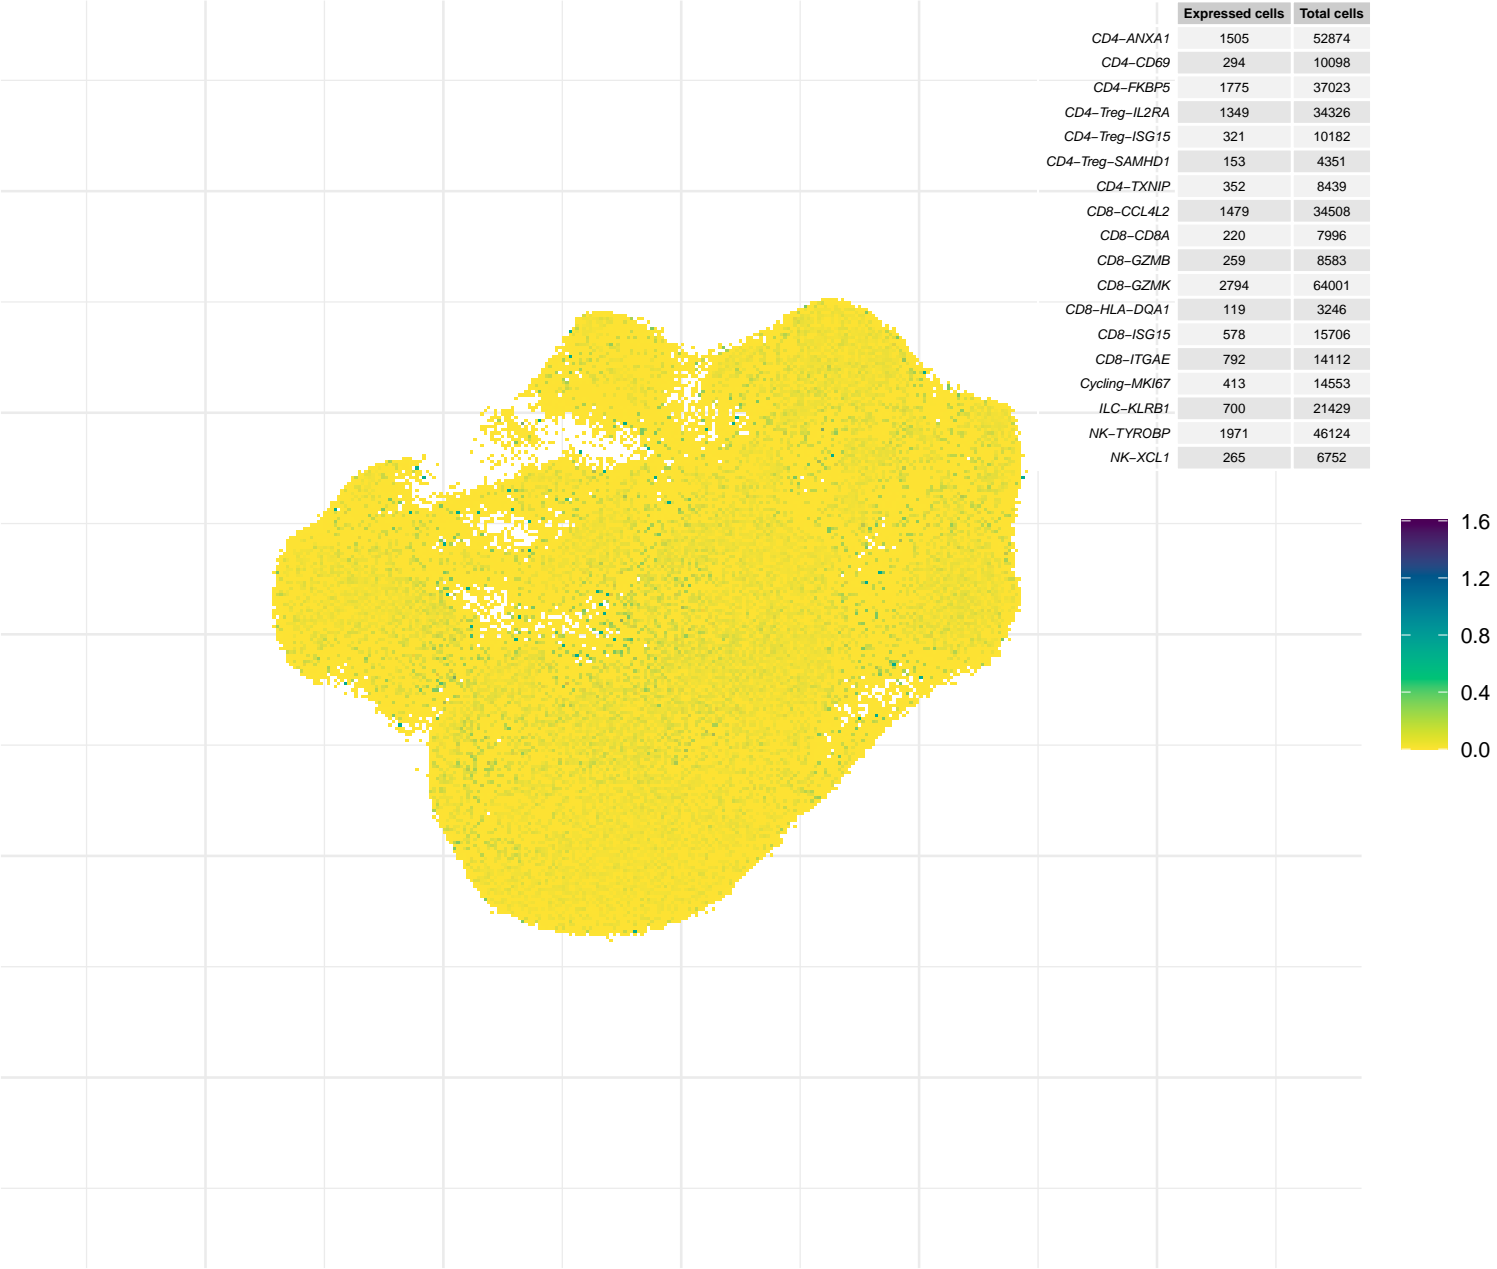 Expressed cells Total cells
CD4−ANXA1 1505 52874
CD4−CD69 294 10098
CD4−FKBP5 1775 37023
CD4−Treg−IL2RA 1349 34326
CD4−Treg−ISG15 321 10182
CD4−Treg−SAMHD1 153 4351
CD4−TXNIP 352 8439
CD8−CCL4L2 1479 34508
CD8−CD8A 220 7996
CD8−GZMB 259 8583
CD8−GZMK 2794 64001
CD8−HLA−DQA1 119 3246
CD8−ISG15 578 15706
CD8−ITGAE 792 14112
Cycling−MKI67 413 14553
ILC−KLRB1 700 21429
NK−TYROBP 1971 46124
NK−XCL1 265 6752
1.6
1.2
0.8
0.4
0.0